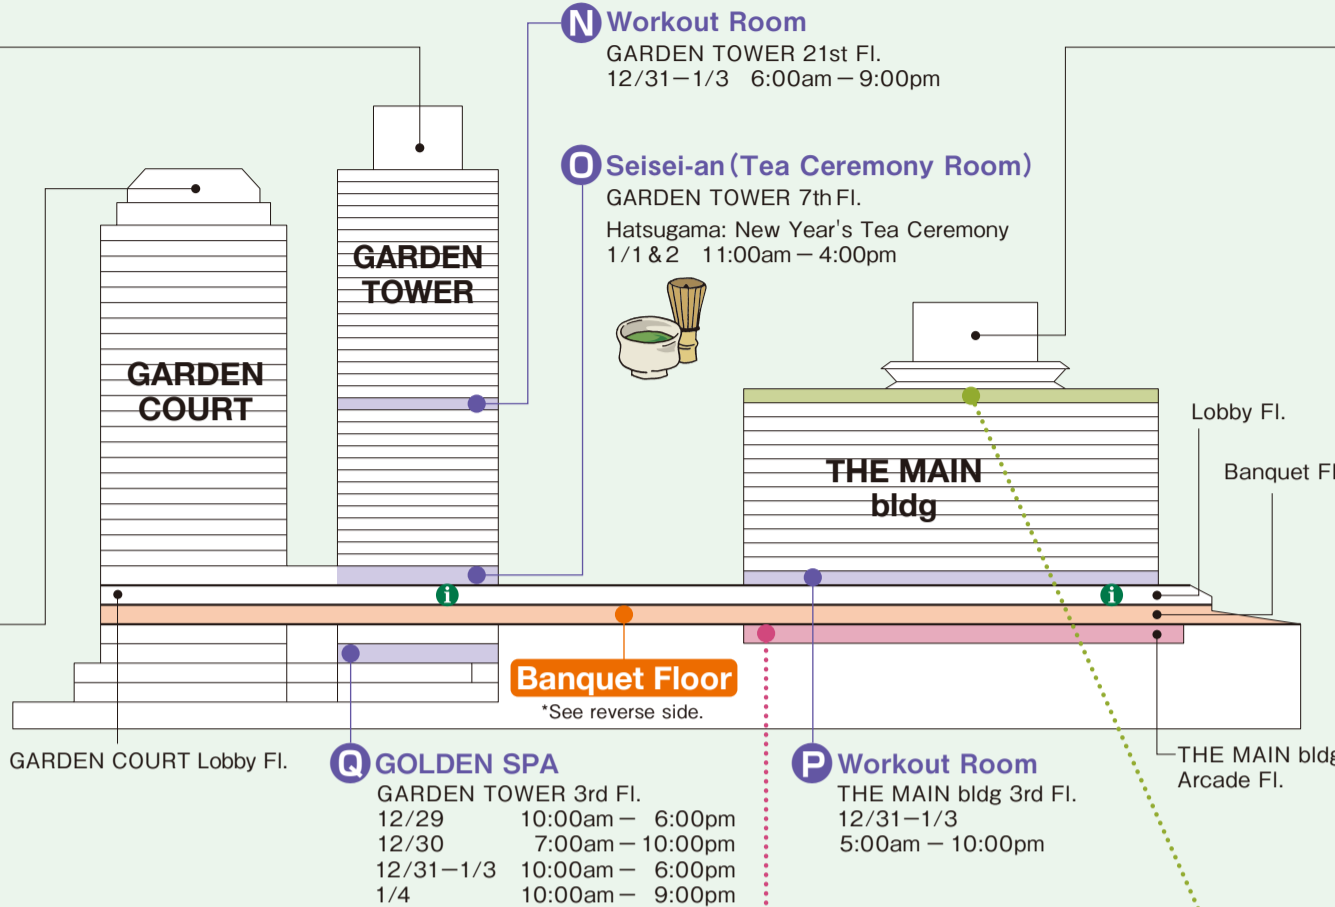 N Workout Room
GARDEN TOWER 21st Fl.
12/31－1/3 6:00am－9:00pm
O Seisei-an (Tea Ceremony Room)
GARDEN TOWER 7th Fl.
Hatsugama: New Year's Tea Ceremony
1/1 & 2 11:00am－4:00pm
GARDEN
TOWER
GARDEN
COURT
Lobby Fl.
Banquet Fl
THE MAIN
bldg
i
i
Banquet Floor
*See reverse side.
GARDEN COURT Lobby Fl.
Q GOLDEN SPA
GARDEN TOWER 3rd Fl.
12/29 10:00am－ 6:00pm
12/30 7:00am－10:00pm
12/31－1/3 10:00am－ 6:00pm
1/4 10:00am－ 9:00pm
P Workout Room
THE MAIN bldg 3rd Fl.
12/31－1/3
5:00am－10:00pm
THE MAIN bldg
Arcade Fl.